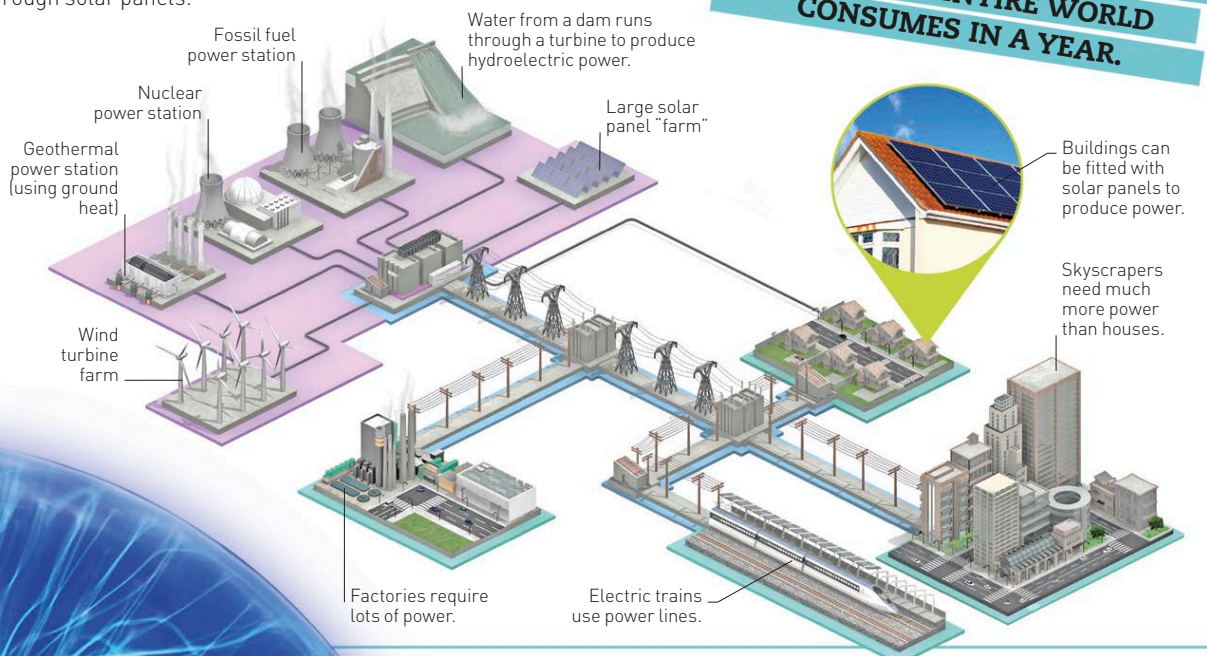 through solar panels.
ENTIRE WORLD
CONSUMES IN A YEAR.
Water from a dam runs
through a turbine to produce
hydroelectric power.
Fossil fuel
power station
Nuclear
power station
Geothermal
power station
(using ground
heat)
Large solar
panel "farm"
Buildings can
be fitted with
solar panels to
produce power.
Skyscrapers
need much
more power
than houses.
Wind
turbine
farm
Factories require
lots of power.
Electric trains
use power lines.